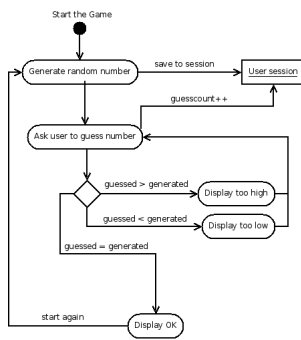 Start the Game
Generate random number
save to session
User session
guesscount++
Ask user to guess number
guessed > generated
Display too high
guessed < generated
Display too low
guessed = generated
start again
Display OK